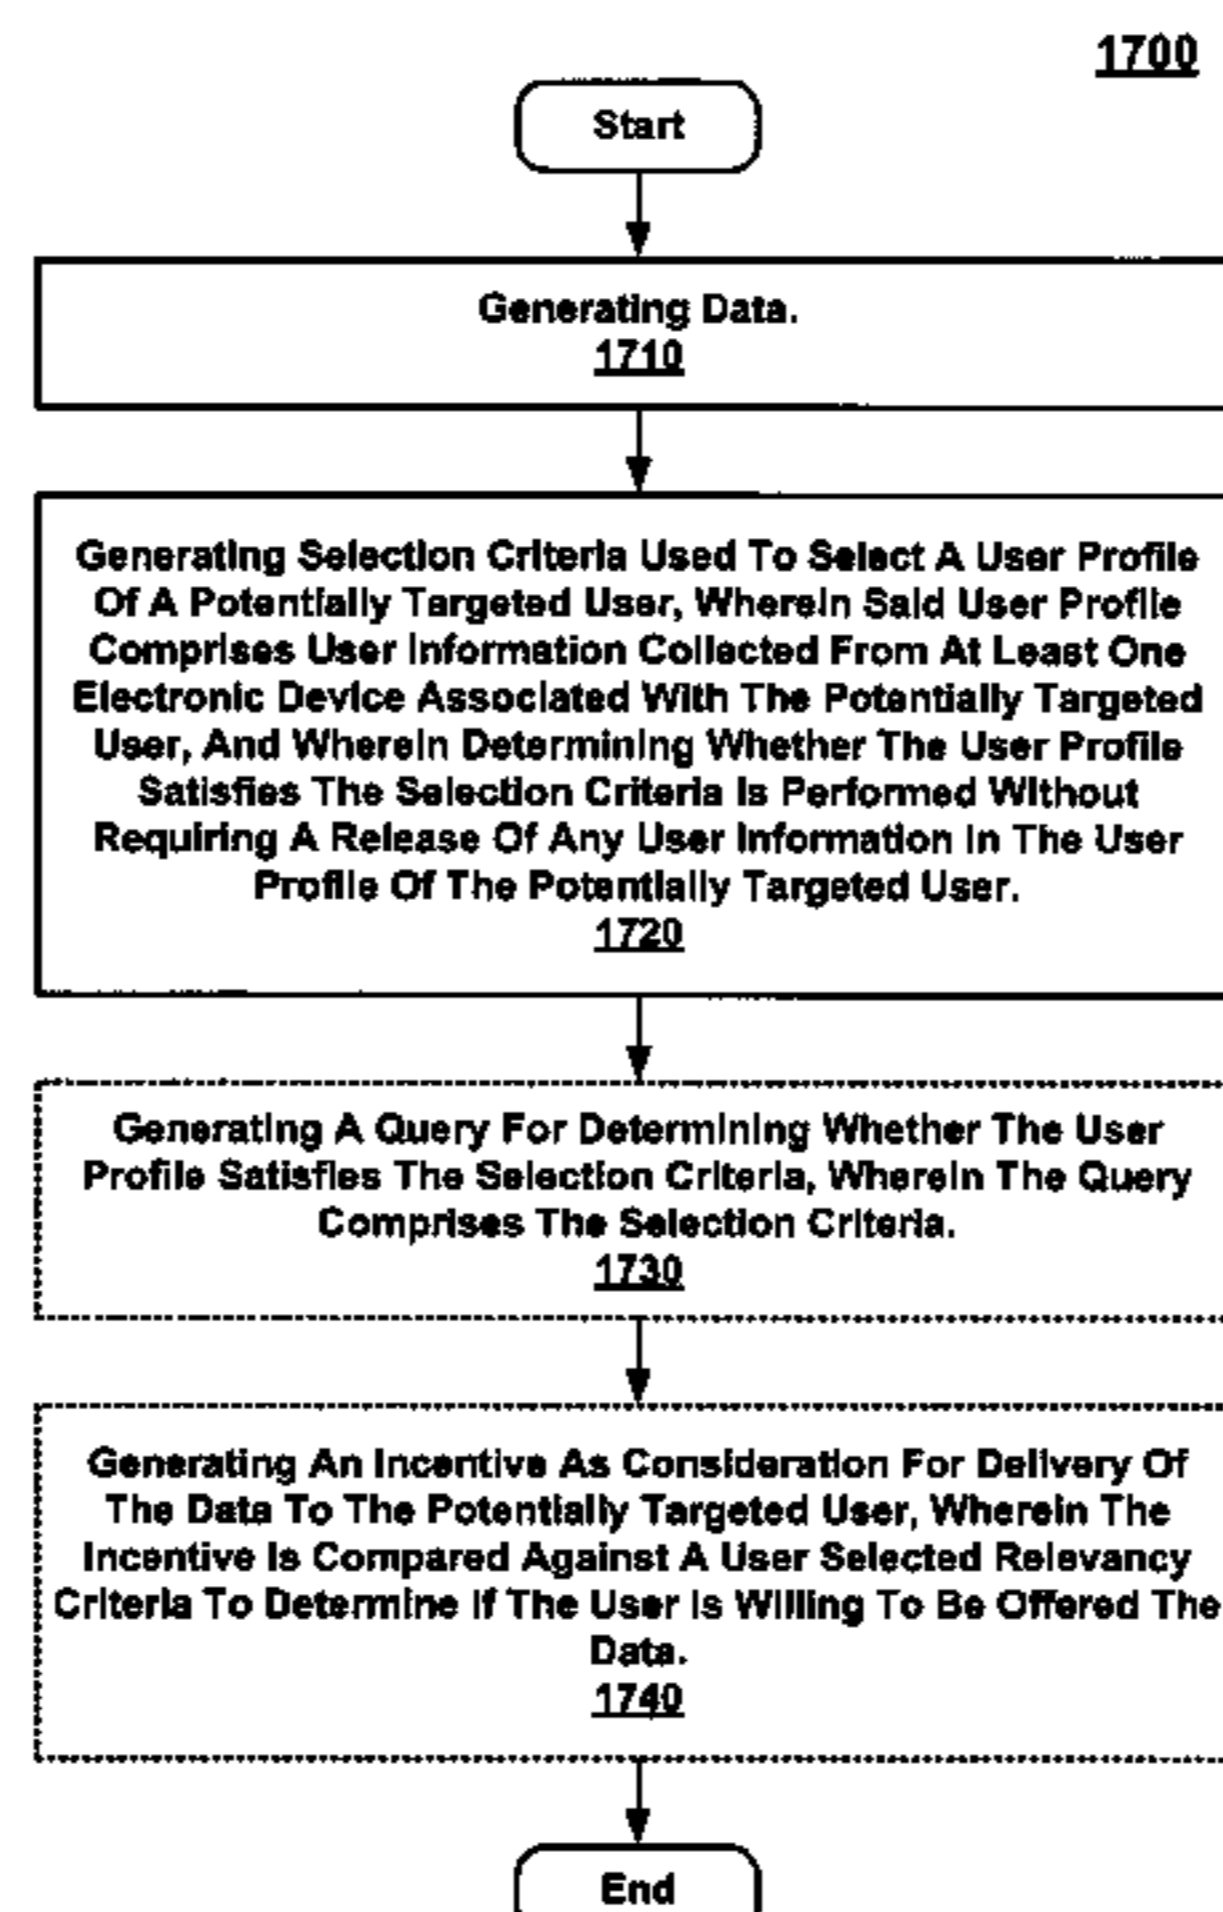 1700
Start
Generating Data.
1710
Generating Selection Criteria Used To Select A User Profile
Of A Potentially Targeted User, Wherein Said User Profile
Comprises User Information Collected From At Least One
Electronic Device Associated With The Potentially Targeted
User, And Wherein Determining Whether The User Profile
Satisfies The Selection Criteria Is Performed Without
Requiring A Release Of Any User Information In The User
Profile Of The Potentially Targeted User.
1720
Generating A Query For Determining Whether The User
Profile Satisfies The Selection Criteria, Wherein The Query
Comprises The Selection Criteria.
1730
Generating An Incentive As Consideration For Delivery Of
The Data To The Potentially Targeted User, Wherein The
Incentive Is Compared Against A User Selected Relevancy
Criteria To Determine If The User Is Willing To Be Offered The
Data.
1740
End